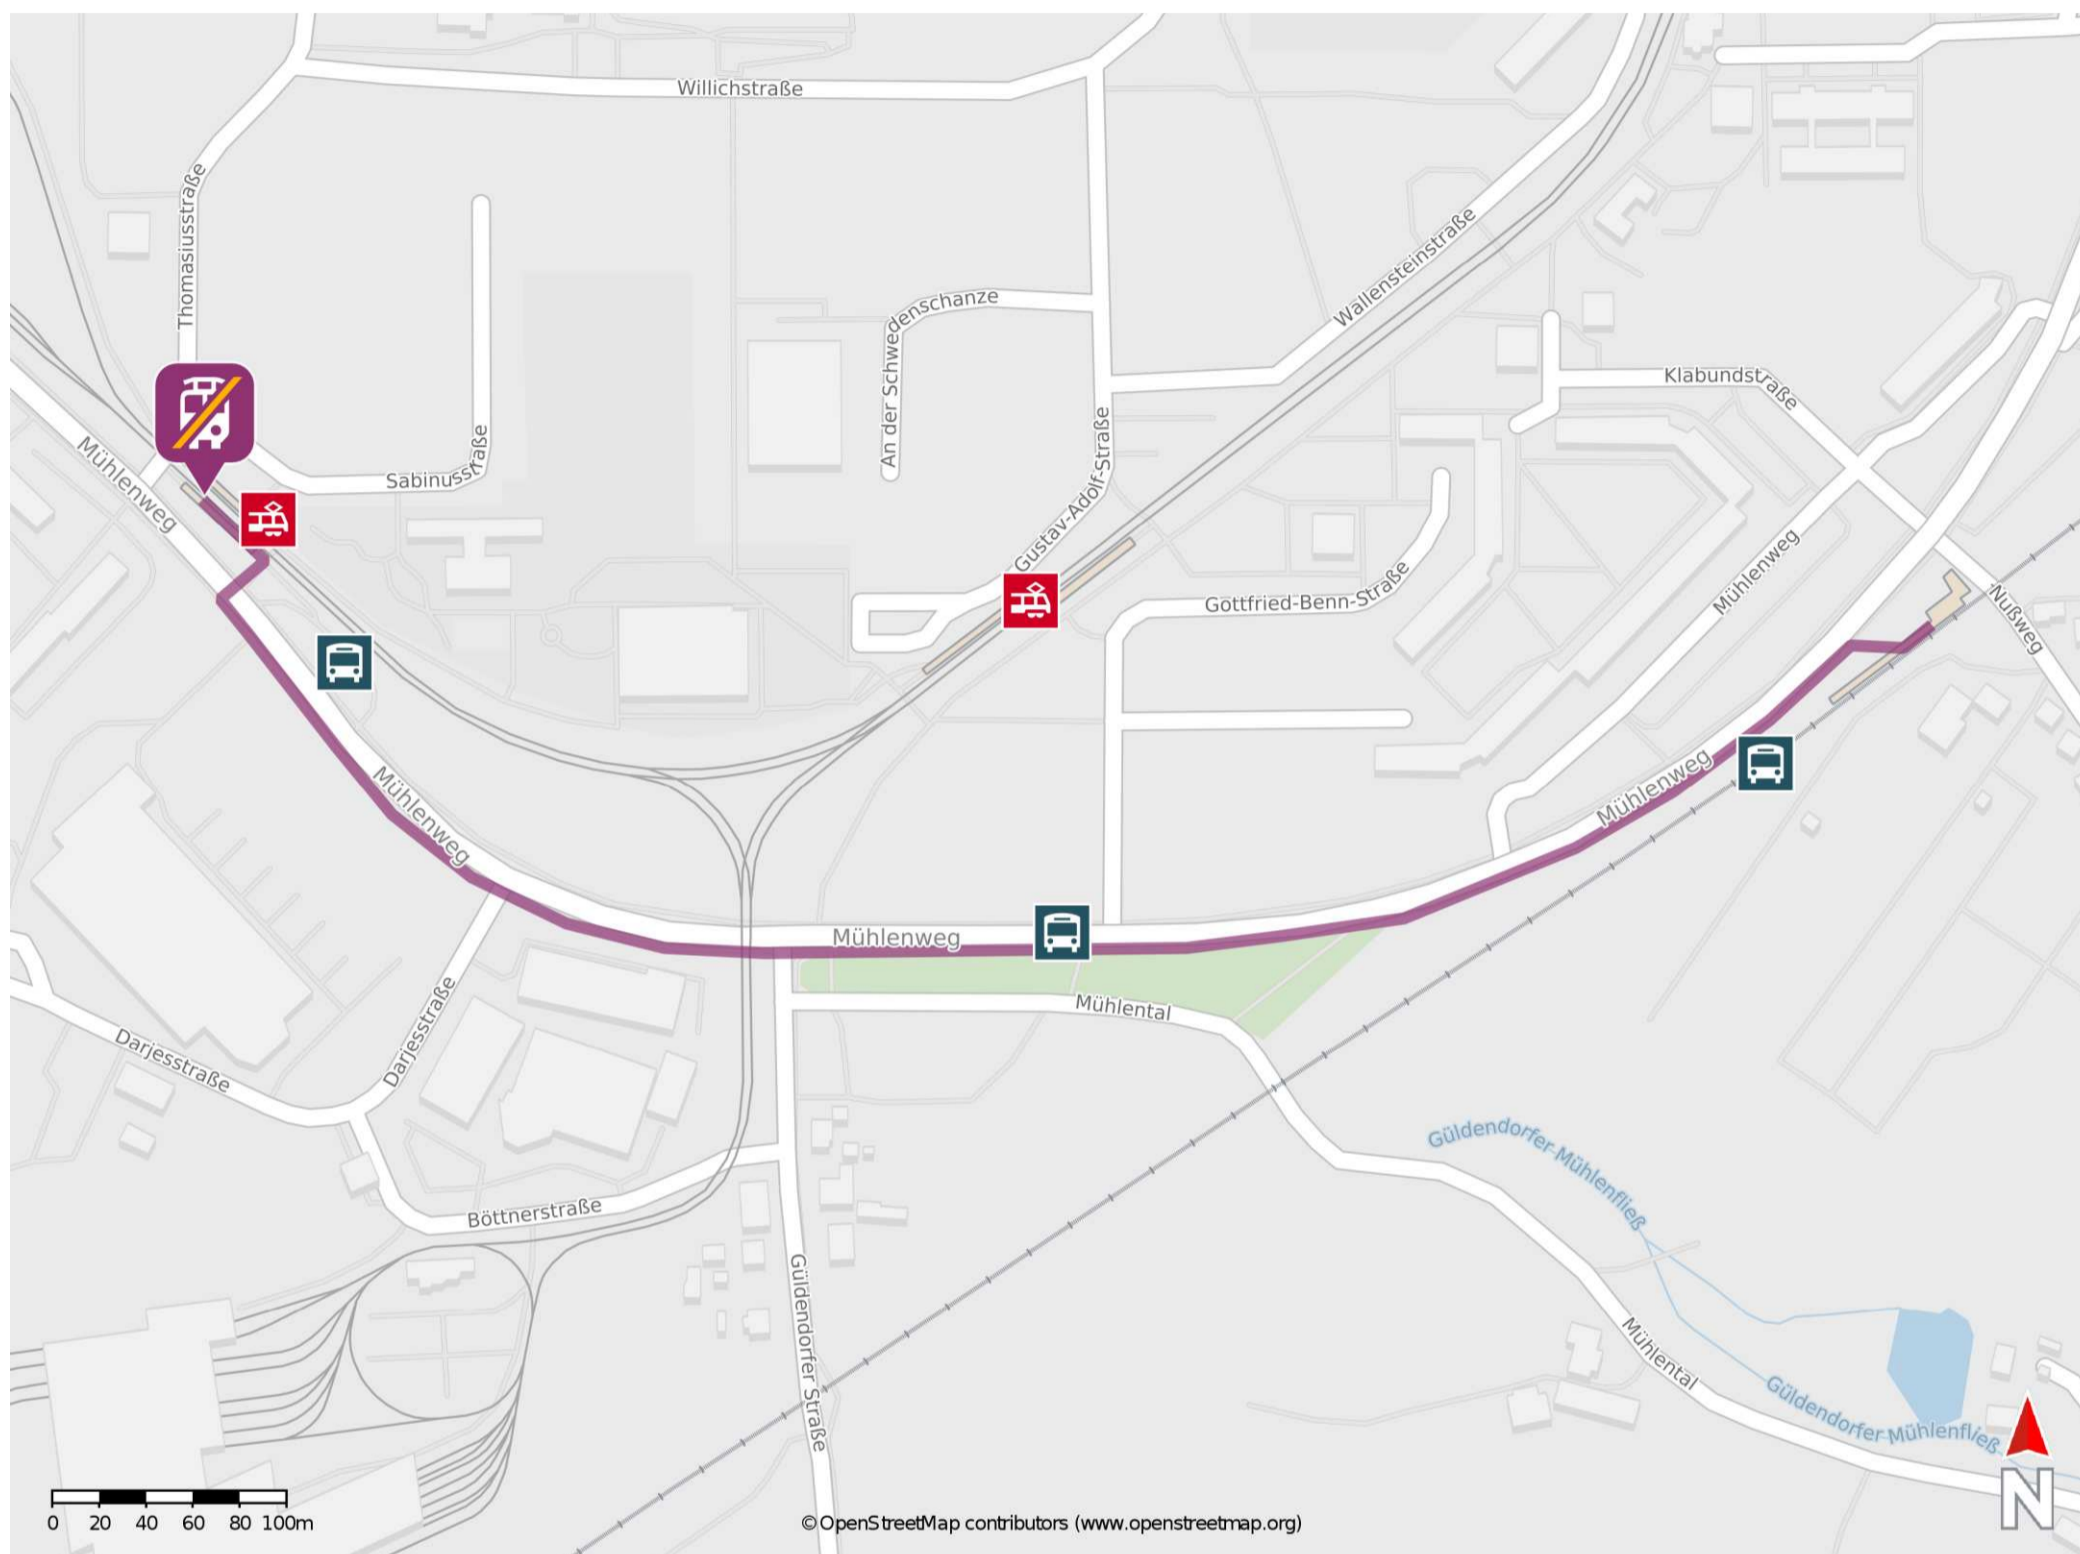 Willichstraße
Thomasiusstraße
Wallensteinstraße
An der Schwedenschanze
Klabundstraße
Mühlenweg
Sabinusstraße
Gustav-Adolf-Straße
Mühlenweg
Gottfried-Benn-Straße
Nußweg
Mühlenweg
Mühlenweg
Mühlenweg
Mühlental
Darjesstraße
Darjesstraße
Güldendorfer Mühlenfließ
Böttnerstraße
Güldendorfer Straße
Mühlental
Güldendorfer Mühlenfließ
N
0 20 40 60 80 100m
© OpenStreetMap contributors (www.openstreetmap.org)